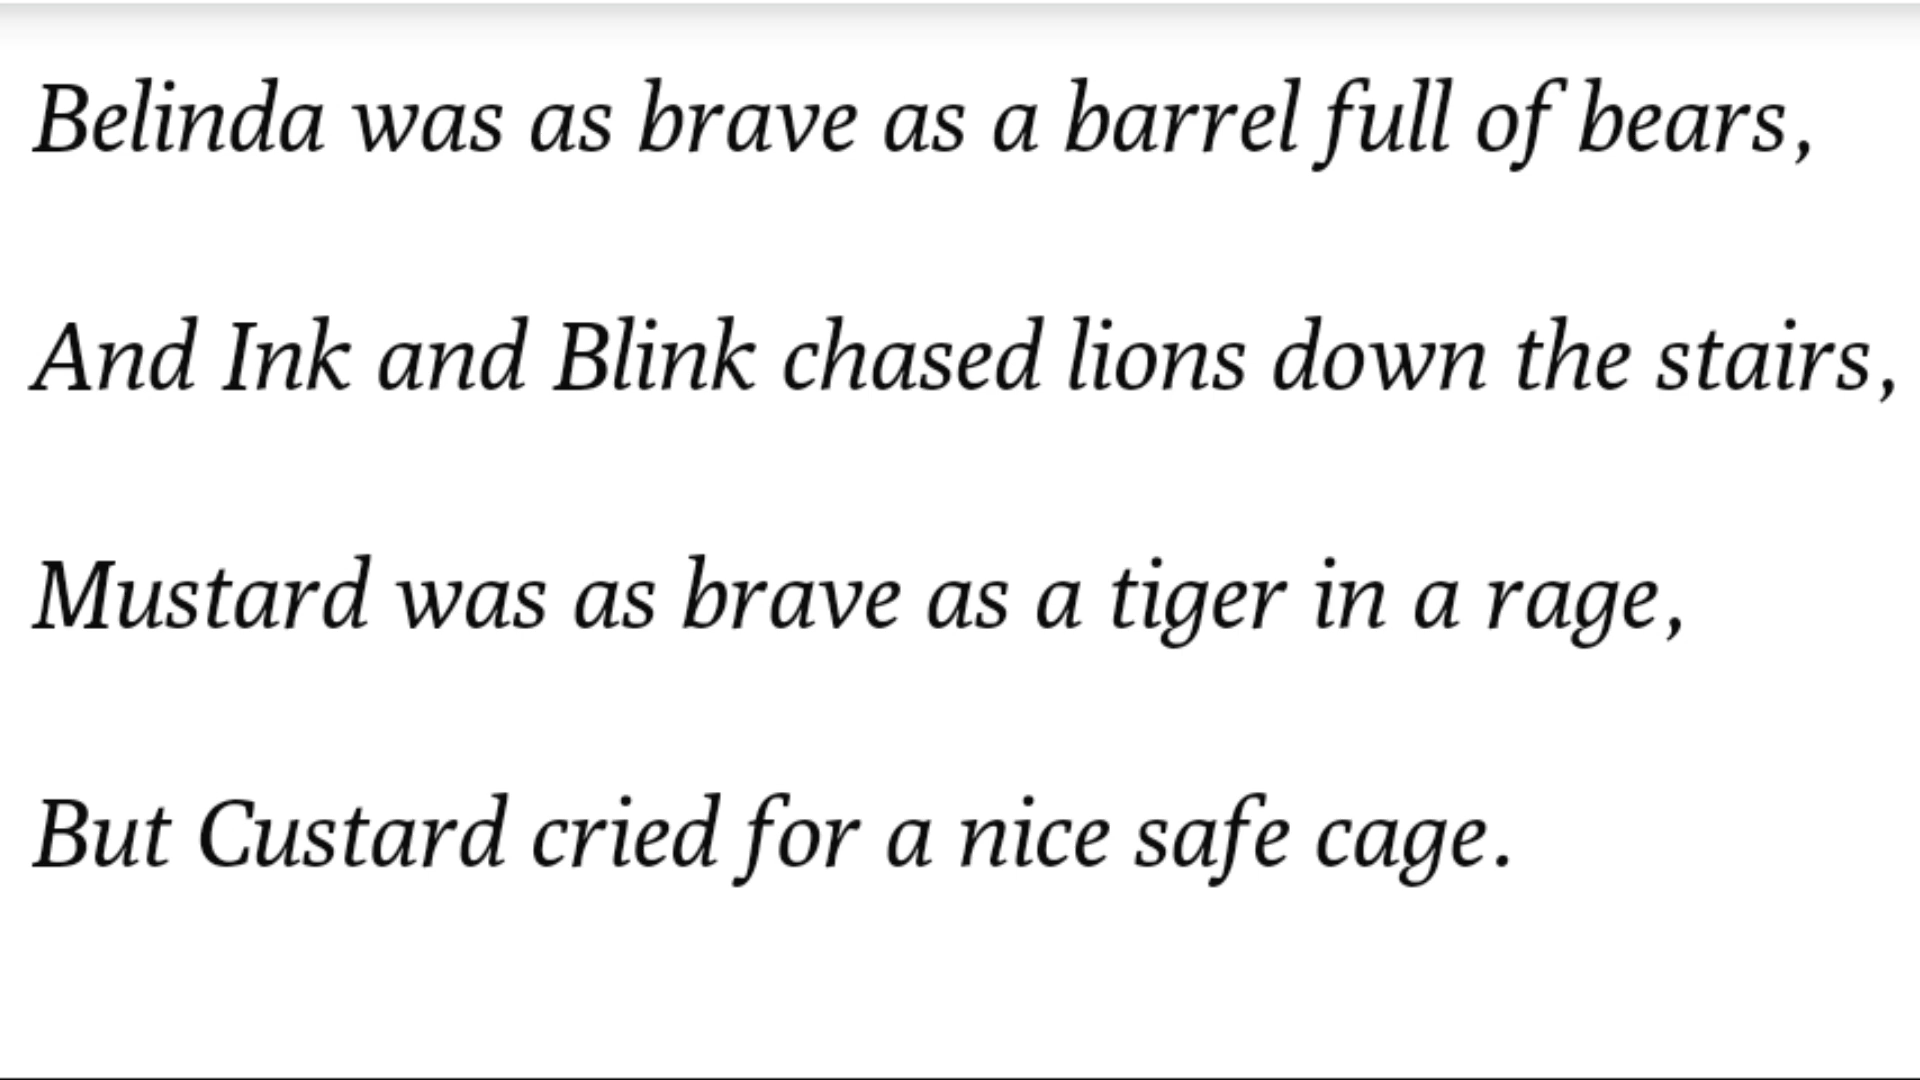 Belinda was as brave as a barrel full of bears,
And Ink and Blink chased lions down the stairs,
Mustard was as brave as a tiger in a rage,
But Custard cried for a nice safe cage.